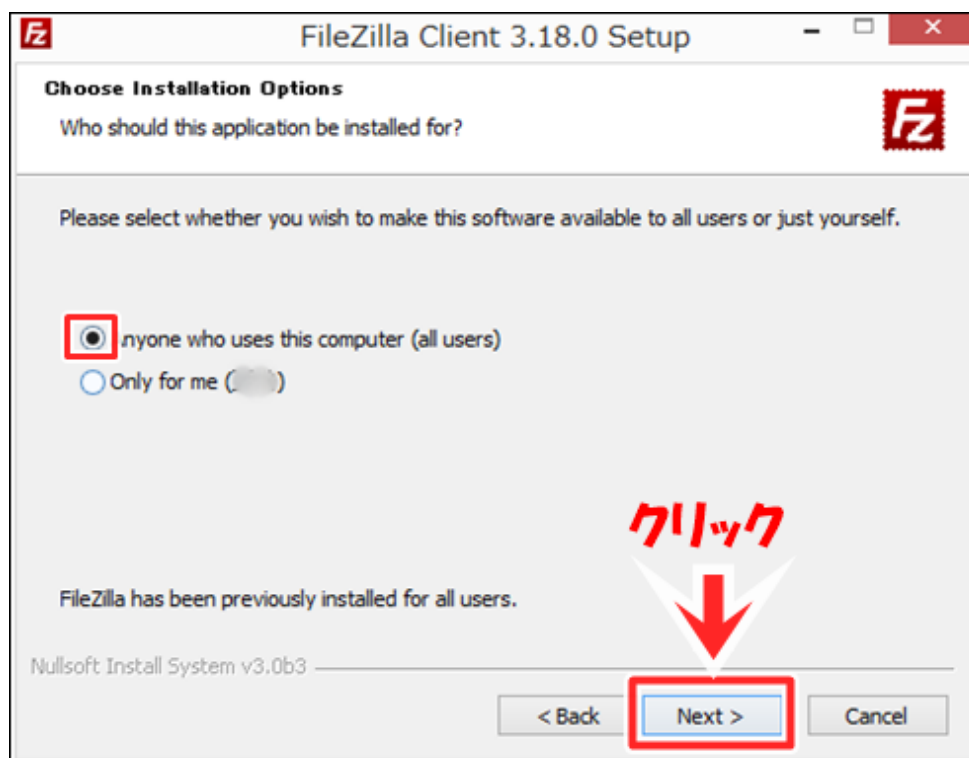 FileZilla Client 3.18.0 Setup
Choose Installation Options
Who should this application be installed for?
Fz
Please select whether you wish to make this software available to all users or just yourself.
nyone who uses this computer (all users)
Only for me ( )
クリック
FileZilla has been previously installed for all users.
Nullsoft Install System v3.0b3
< Back Next > Cancel